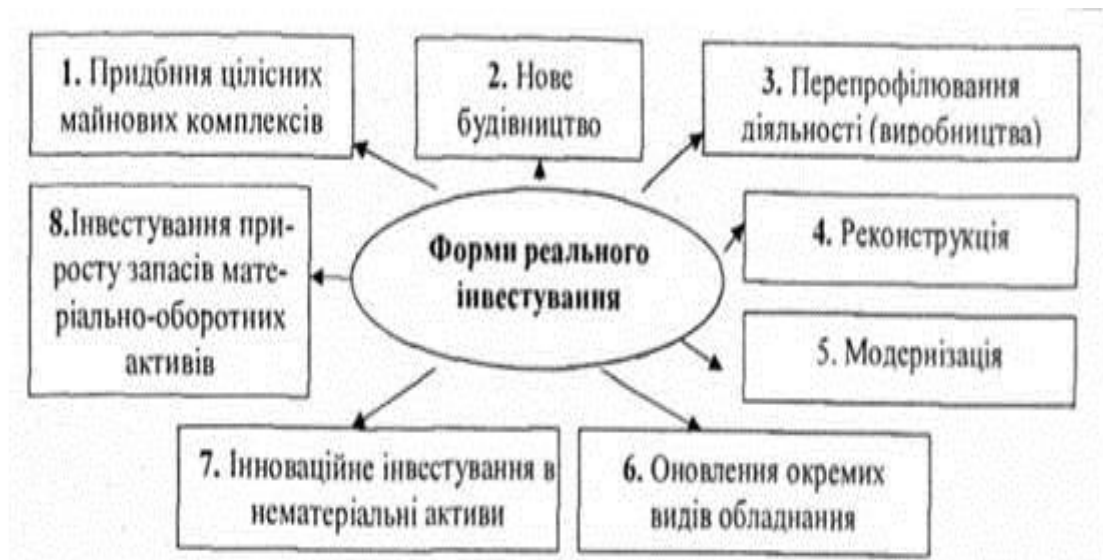 1. Придбння цілісних
майнових комплексів
2. Нове
будівництво
3. Перепрофілювання
діяльності (виробництва)
8.Інвестування при-
росту запасів мате-
ріально-оборотних
активів
Форми реального
інвестування
4. Реконструкція
5. Модернізація
7. Інноваційне інвестування в
нематеріальні активи
6. Оновлення окремих
видів обладнання